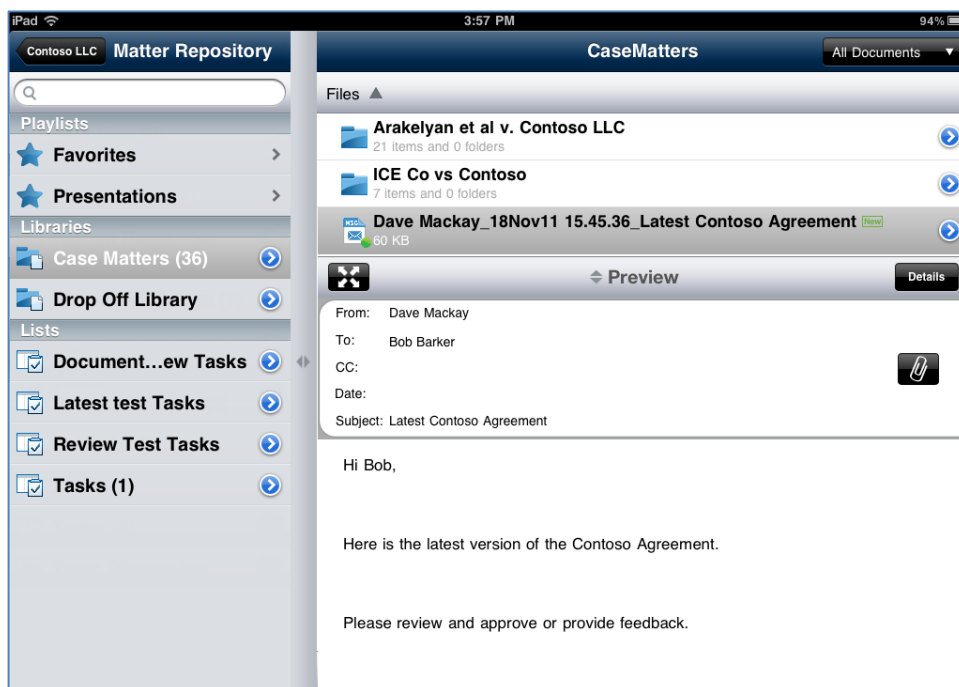 iPad
3:57 PM
94%
Contoso LLC
Matter Repository
Playlists
Favorites
Presentations
Libraries
Case Matters (36)
Drop Off Library
Lists
Document...ew Tasks
Latest test Tasks
Review Test Tasks
Tasks (1)
CaseMatters
All Documents
Files
Arakelyan et al v. Contoso LLC
21 items and 0 folders
ICE Co vs Contoso
7 items and 0 folders
MSG
Dave Mackay_18Nov11 15.45.36_Latest Contoso Agreement
New
60 KB
Preview
Details
From: Dave Mackay
To: Bob Barker
CC:
Date:
Subject: Latest Contoso Agreement
Hi Bob,
Here is the latest version of the Contoso Agreement.
Please review and approve or provide feedback.